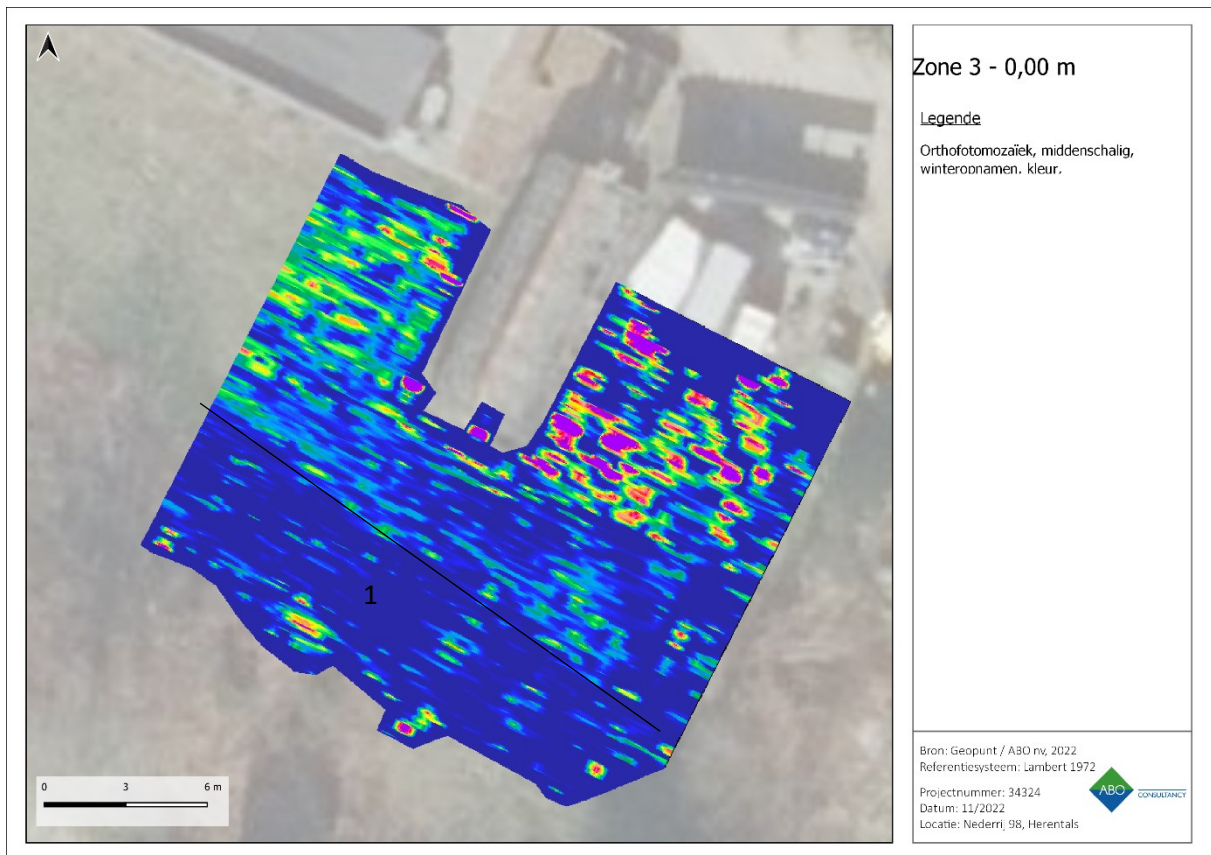 Zone 3 - 0,00 m
Legende
Orthofotomozaïek, middenschalig,
winteropnamen, kleur,
1
0 3 6 m
Bron: Geopunt / ABO nv, 2022
Referentiesysteem: Lambert 1972
Projectnummer: 34324
Datum: 11/2022
Locatie: Nederrij 98, Herentals
ABO
CONSULTANCY